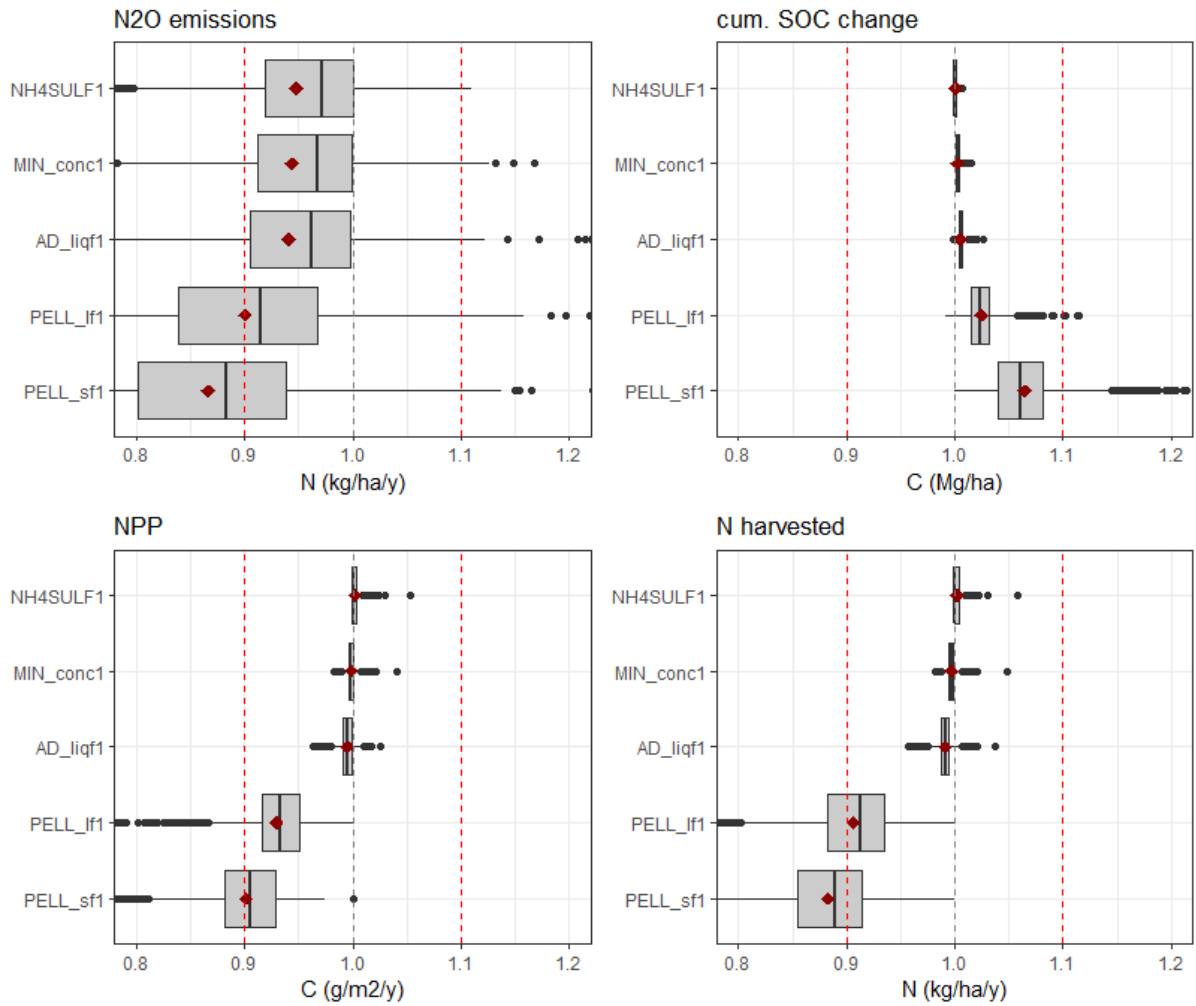 N2O emissions
NH4SULF1
MIN_conc1
AD_liqf1
PELL_lf1
PELL_sf1
0.8 0.9 1.0 1.1 1.2
N (kg/ha/y)
cum. SOC change
NH4SULF1
MIN_conc1
AD_liqf1
PELL_lf1
PELL_sf1
0.8 0.9 1.0 1.1 1.2
C (Mg/ha)
NPP
NH4SULF1
MIN_conc1
AD_liqf1
PELL_lf1
PELL_sf1
0.8 0.9 1.0 1.1 1.2
C (g/m2/y)
N harvested
NH4SULF1
MIN_conc1
AD_liqf1
PELL_lf1
PELL_sf1
0.8 0.9 1.0 1.1 1.2
N (kg/ha/y)